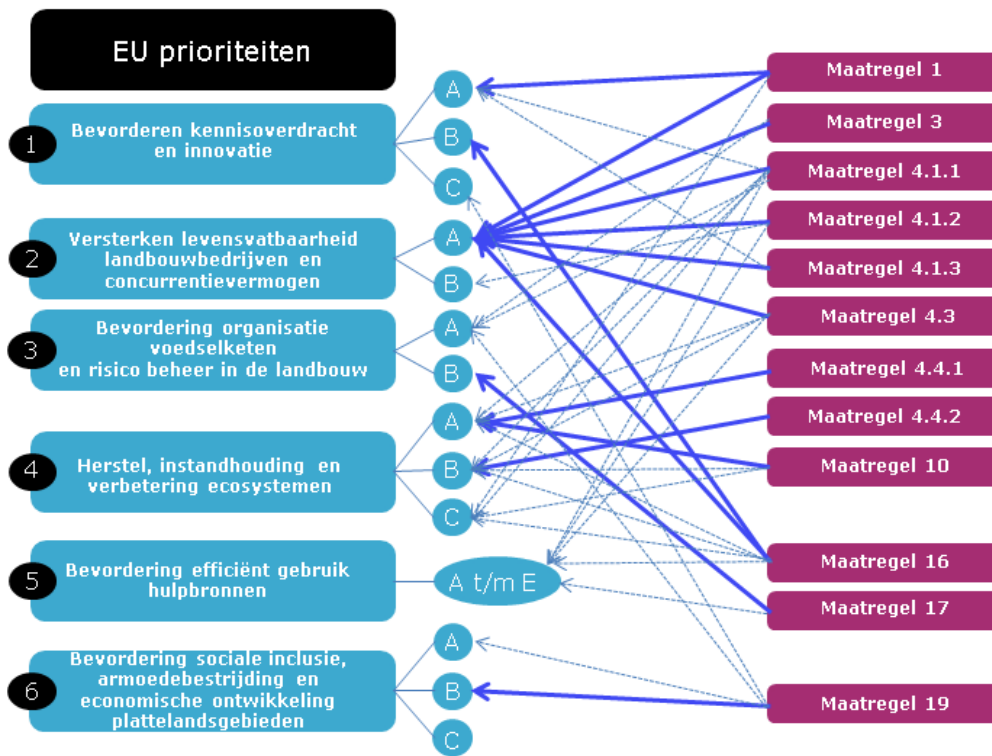 EU prioriteiten
1
Bevorderen kennisoverdracht
en innovatie
A
B
C
2
Versterken levensvatbaarheid
landbouwbedrijven en
concurrentievermogen
A
B
3
Bevordering organisatie
voedselketen
en risico beheer in de landbouw
A
B
4
Herstel, instandhouding en
verbetering ecosystemen
A
B
C
5
Bevordering efficiënt gebruik
hulpbronnen
A t/m E
6
Bevordering sociale inclusie,
armoedebestrijding en
economische ontwikkeling
plattelandsgebieden
A
B
C
Maatregel 1
Maatregel 3
Maatregel 4.1.1
Maatregel 4.1.2
Maatregel 4.1.3
Maatregel 4.3
Maatregel 4.4.1
Maatregel 4.4.2
Maatregel 10
Maatregel 16
Maatregel 17
Maatregel 19